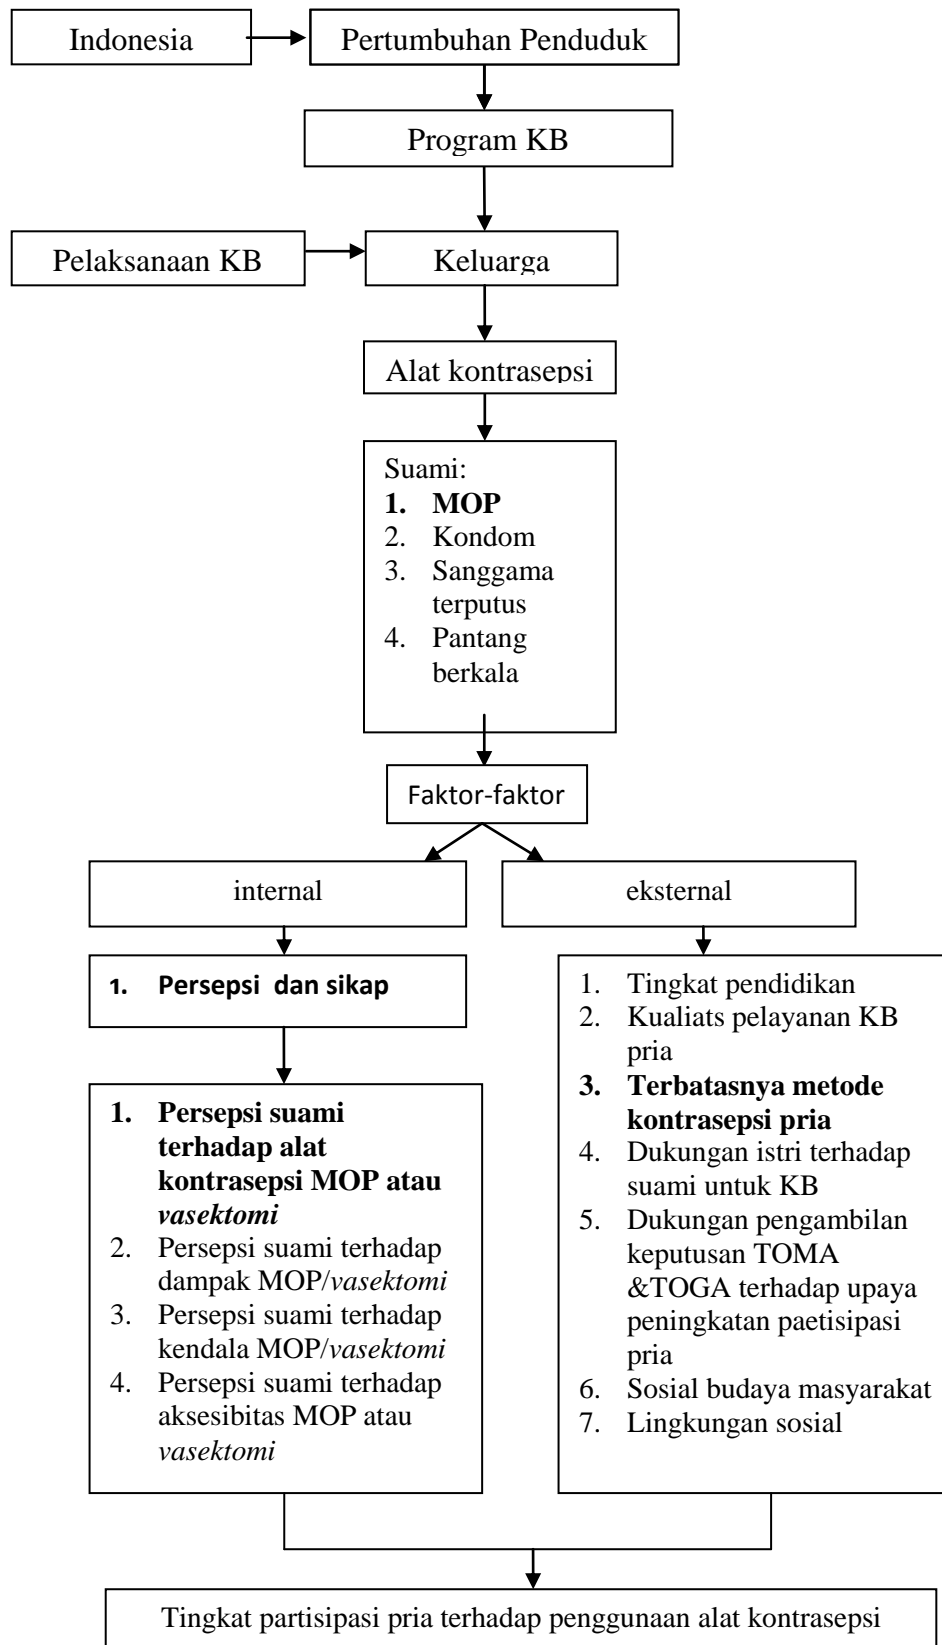 Indonesia
Pertumbuhan Penduduk
Program KB
Pelaksanaan KB
Keluarga
Alat kontrasepsi
Suami:
1. MOP
2. Kondom
3. Sanggama
terputus
4. Pantang
berkala
Faktor-faktor
internal
eksternal
1. Persepsi dan sikap
1. Persepsi suami
terhadap alat
kontrasepsi MOP atau
vasektomi
2. Persepsi suami terhadap
dampak MOP/vasektomi
3. Persepsi suami terhadap
kendala MOP/vasektomi
4. Persepsi suami terhadap
aksesibitas MOP atau
vasektomi
1. Tingkat pendidikan
2. Kualiats pelayanan KB
pria
3. Terbatasnya metode
kontrasepsi pria
4. Dukungan istri terhadap
suami untuk KB
5. Dukungan pengambilan
keputusan TOMA
&TOGA terhadap upaya
peningkatan paetisipasi
pria
6. Sosial budaya masyarakat
7. Lingkungan sosial
Tingkat partisipasi pria terhadap penggunaan alat kontrasepsi